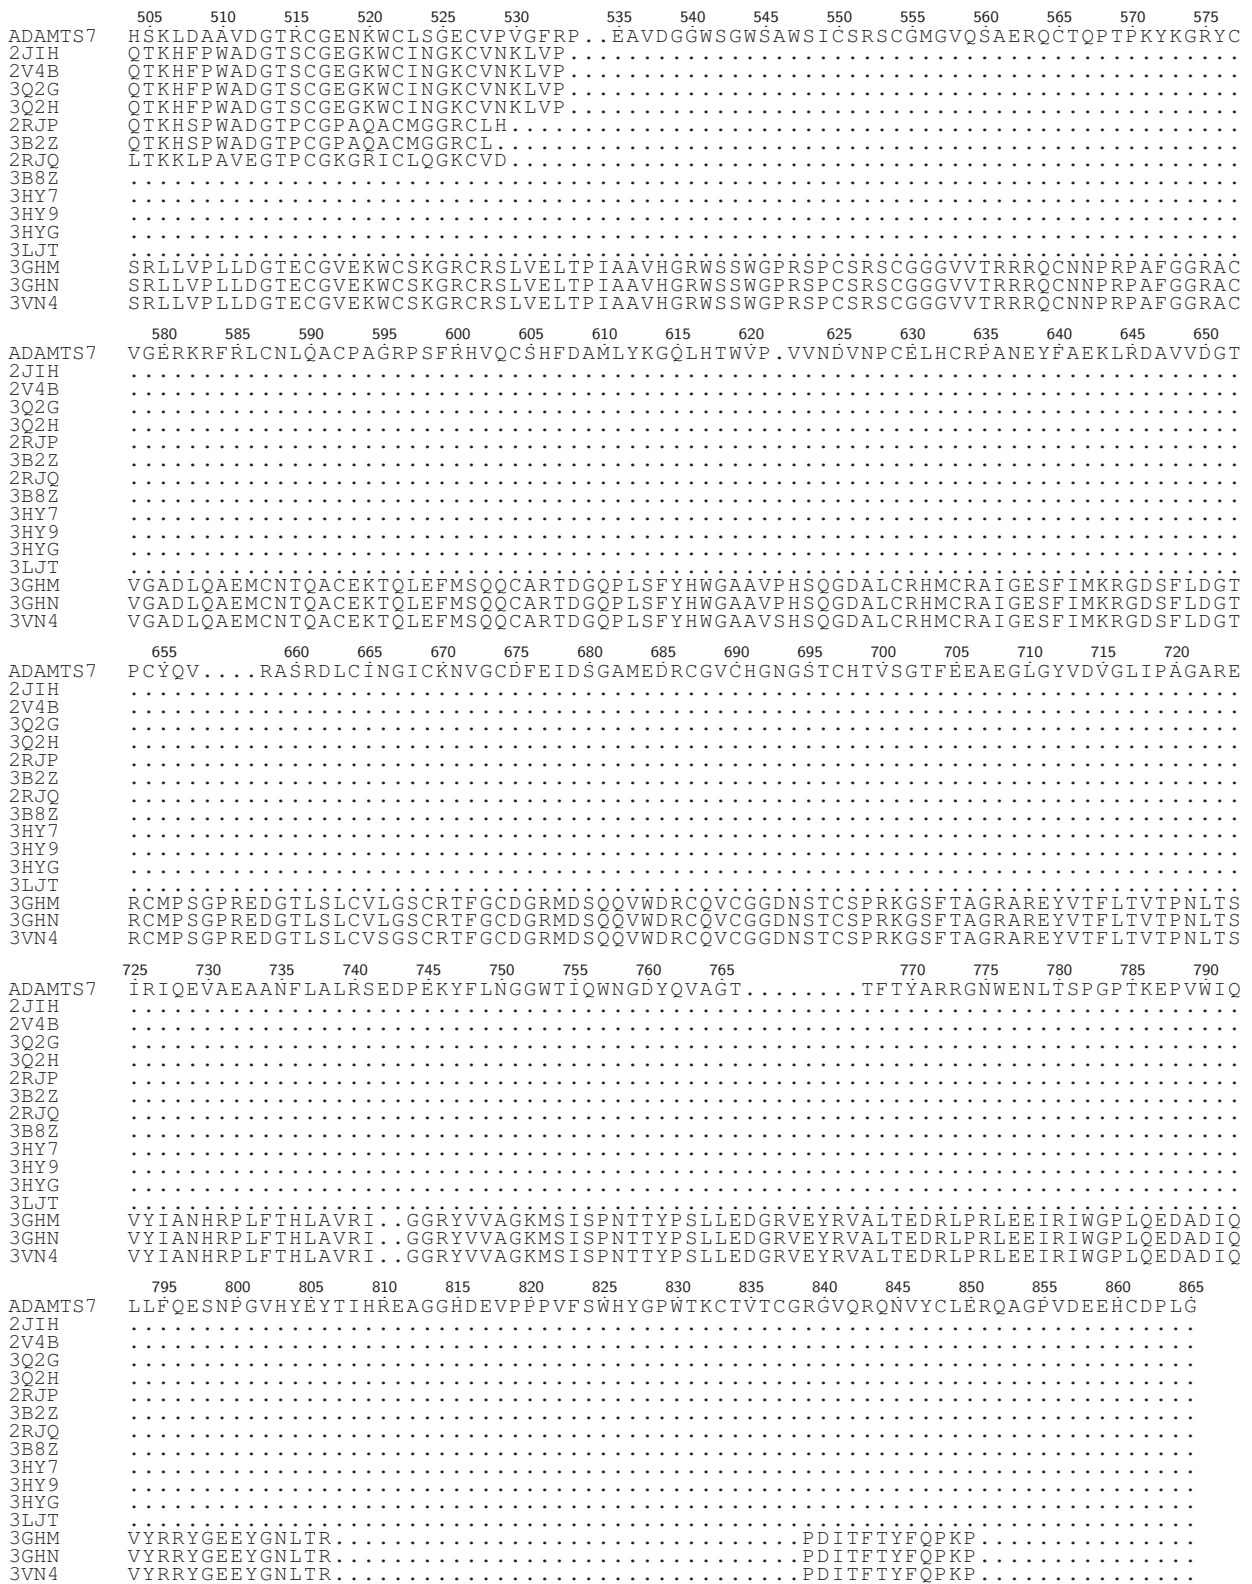 505 510 515 520 525 530 535 540 545 550 555 560 565 570 575
ADAMTS7 HSKLDAAVDGTRCGENKWCLSGECVPVGFRP..EAVDGGWSGWSAWSICSRSCGMGVQSAERQCTQPTPKYKGRYC
2JIH QTKHFPWADGTSCGEGKWCINGKCVNKLVP..............................................
2V4B QTKHFPWADGTSCGEGKWCINGKCVNKLVP..............................................
3Q2G QTKHFPWADGTSCGEGKWCINGKCVNKLVP..............................................
3Q2H QTKHFPWADGTSCGEGKWCINGKCVNKLVP..............................................
2RJP QTKHSPWADGTPCGPAQACMGGRCLH..................................................
3B2Z QTKHSPWADGTPCGPAQACMGGRCL...................................................
2RJQ LTKKLPAVEGTPCGKGRICLQGKCVD..................................................
3B8Z ............................................................................
3HY7 ............................................................................
3HY9 ............................................................................
3HYG ............................................................................
3LJT ............................................................................
3GHM SRLLVPLLDGTECGVEKWCSKGRCRSLVELTPIAAVHGRWSSWGPRSPCSRSCGGGVVTRRRQCNNPRPAFGGRAC
3GHN SRLLVPLLDGTECGVEKWCSKGRCRSLVELTPIAAVHGRWSSWGPRSPCSRSCGGGVVTRRRQCNNPRPAFGGRAC
3VN4 SRLLVPLLDGTECGVEKWCSKGRCRSLVELTPIAAVHGRWSSWGPRSPCSRSCGGGVVTRRRQCNNPRPAFGGRAC
580 585 590 595 600 605 610 615 620 625 630 635 640 645 650
ADAMTS7 VGERKRFRLCNLQACPAGRPSFRHVQCSHFDAMLYKGQLHTWVP.VVNDVNPCELHCRPANEYFAEKLRDAVVDGT
2JIH ............................................................................
2V4B ............................................................................
3Q2G ............................................................................
3Q2H ............................................................................
2RJP ............................................................................
3B2Z ............................................................................
2RJQ ............................................................................
3B8Z ............................................................................
3HY7 ............................................................................
3HY9 ............................................................................
3HYG ............................................................................
3LJT ............................................................................
3GHM VGADLQAEMCNTQACEKTQLEFMSQQCARTDGQPLSFYHWGAAVPHSQGDALCRHMCRAIGESFIMKRGDSFLDGT
3GHN VGADLQAEMCNTQACEKTQLEFMSQQCARTDGQPLSFYHWGAAVPHSQGDALCRHMCRAIGESFIMKRGDSFLDGT
3VN4 VGADLQAEMCNTQACEKTQLEFMSQQCARTDGQPLSFYHWGAAVSHSQGDALCRHMCRAIGESFIMKRGDSFLDGT
655 660 665 670 675 680 685 690 695 700 705 710 715 720
ADAMTS7 PCYQV....RASRDLCINGICKNVGCDFEIDSGAMEDRCGVCHGNGSTCHTVSGTFEEAEGLGYVDVGLIPAGARE
2JIH ............................................................................
2V4B ............................................................................
3Q2G ............................................................................
3Q2H ............................................................................
2RJP ............................................................................
3B2Z ............................................................................
2RJQ ............................................................................
3B8Z ............................................................................
3HY7 ............................................................................
3HY9 ............................................................................
3HYG ............................................................................
3LJT ............................................................................
3GHM RCMPSGPREDGTLSLCVLGSCRTFGCDGRMDSQQVWDRCQVCGGDNSTCSPRKGSFTAGRAREYVTFLTVTPNLTS
3GHN RCMPSGPREDGTLSLCVLGSCRTFGCDGRMDSQQVWDRCQVCGGDNSTCSPRKGSFTAGRAREYVTFLTVTPNLTS
3VN4 RCMPSGPREDGTLSLCVSGSCRTFGCDGRMDSQQVWDRCQVCGGDNSTCSPRKGSFTAGRAREYVTFLTVTPNLTS
725 730 735 740 745 750 755 760 765 770 775 780 785 790
ADAMTS7 IRIQEVAEAANFLALRSEDPEKYFLNGGWTIQWNGDYQVAGT........TFTYARRGNWENLTSPGPTKEPVWIQ
2JIH ............................................................................
2V4B ............................................................................
3Q2G ............................................................................
3Q2H ............................................................................
2RJP ............................................................................
3B2Z ............................................................................
2RJQ ............................................................................
3B8Z ............................................................................
3HY7 ............................................................................
3HY9 ............................................................................
3HYG ............................................................................
3LJT ............................................................................
3GHM VYIANHRPLFTHLAVRI..GGRYVVAGKMSISPNTTYPSLLEDGRVEYRVALTEDRLPRLEEIRIWGPLQEDADIQ
3GHN VYIANHRPLFTHLAVRI..GGRYVVAGKMSISPNTTYPSLLEDGRVEYRVALTEDRLPRLEEIRIWGPLQEDADIQ
3VN4 VYIANHRPLFTHLAVRI..GGRYVVAGKMSISPNTTYPSLLEDGRVEYRVALTEDRLPRLEEIRIWGPLQEDADIQ
795 800 805 810 815 820 825 830 835 840 845 850 855 860 865
ADAMTS7 LLFQESNPGVHYEYTIHREAGGHDEVPPPVFSWHYGPWTKCTVTCGRGVQRQNVYCLERQAGPVDEEHCDPLG
2JIH .........................................................................
2V4B .........................................................................
3Q2G .........................................................................
3Q2H .........................................................................
2RJP .........................................................................
3B2Z .........................................................................
2RJQ .........................................................................
3B8Z .........................................................................
3HY7 .........................................................................
3HY9 .........................................................................
3HYG .........................................................................
3LJT .........................................................................
3GHM VYRRYGEEYGNLTR................................PDITFTYFQPKP...............
3GHN VYRRYGEEYGNLTR................................PDITFTYFQPKP...............
3VN4 VYRRYGEEYGNLTR................................PDITFTYFQPKP...............